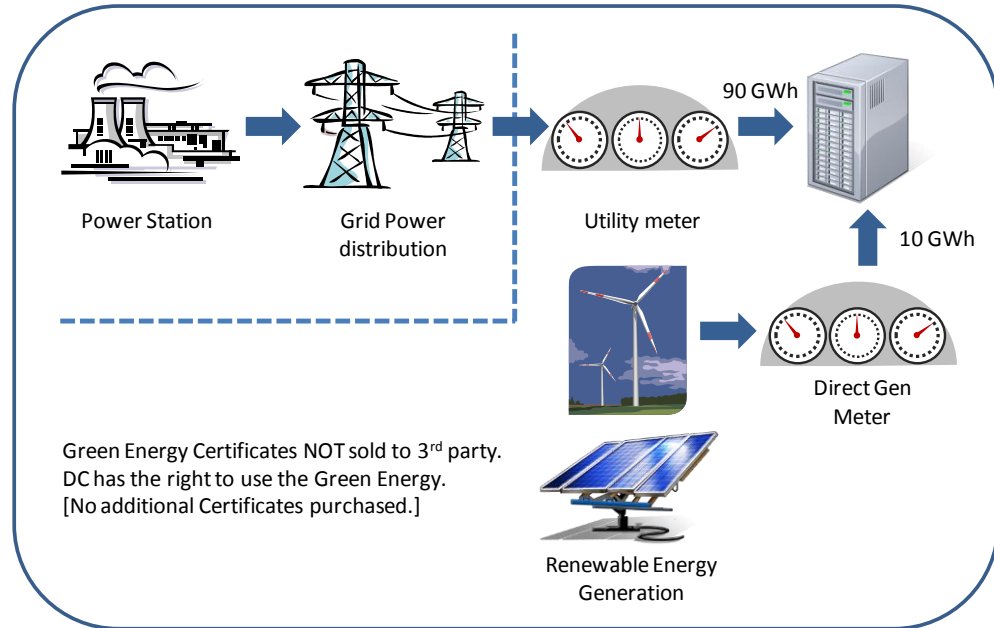 90 GWh
Power Station
Grid Power
distribution
Utility meter
10 GWh
Direct Gen
Meter
Green Energy Certificates NOT sold to 3rd party.
DC has the right to use the Green Energy.
[No additional Certificates purchased.]
Renewable Energy
Generation